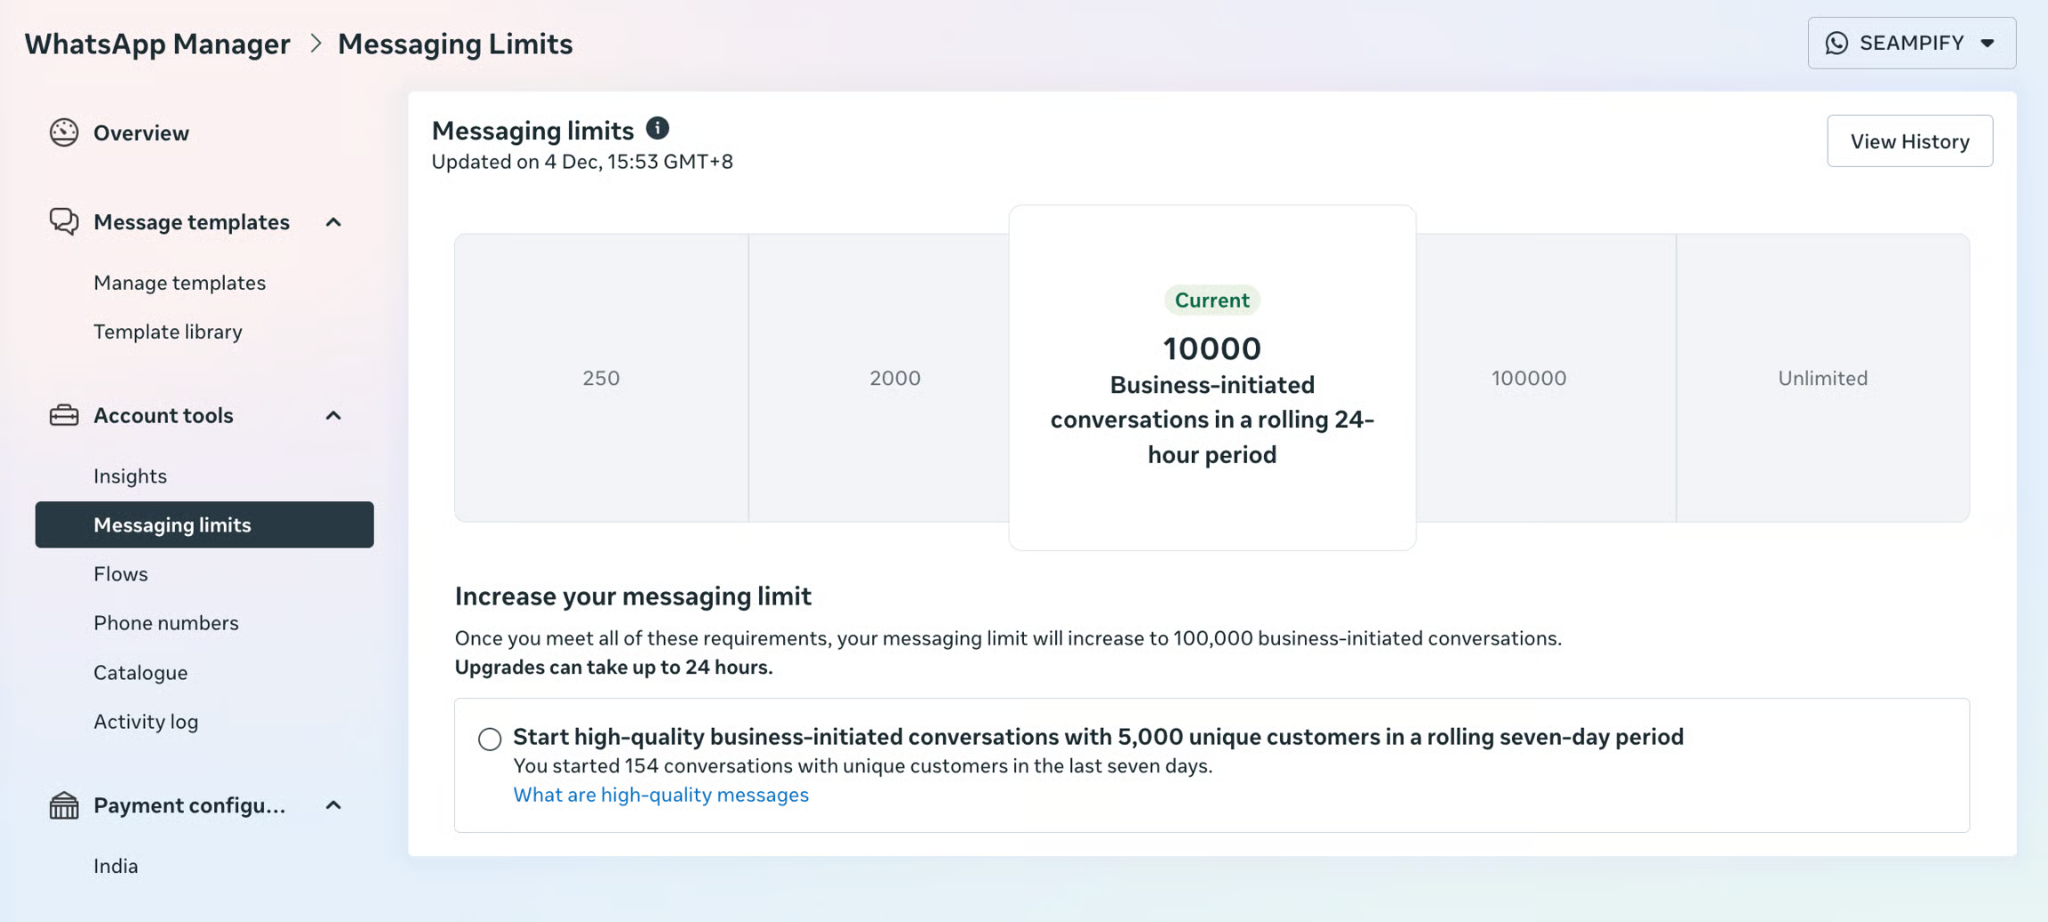 WhatsApp Manager > Messaging Limits
SEAMPIFY
Overview
Message templates
Manage templates
Template library
Account tools
Insights
Messaging limits
Flows
Phone numbers
Catalogue
Activity log
Payment configu...
India
Messaging limits
Updated on 4 Dec, 15:53 GMT+8
View History
250
2000
Current
10000
Business-initiated
conversations in a rolling 24-
hour period
100000
Unlimited
Increase your messaging limit
Once you meet all of these requirements, your messaging limit will increase to 100,000 business-initiated conversations.
Upgrades can take up to 24 hours.
Start high-quality business-initiated conversations with 5,000 unique customers in a rolling seven-day period
You started 154 conversations with unique customers in the last seven days.
What are high-quality messages